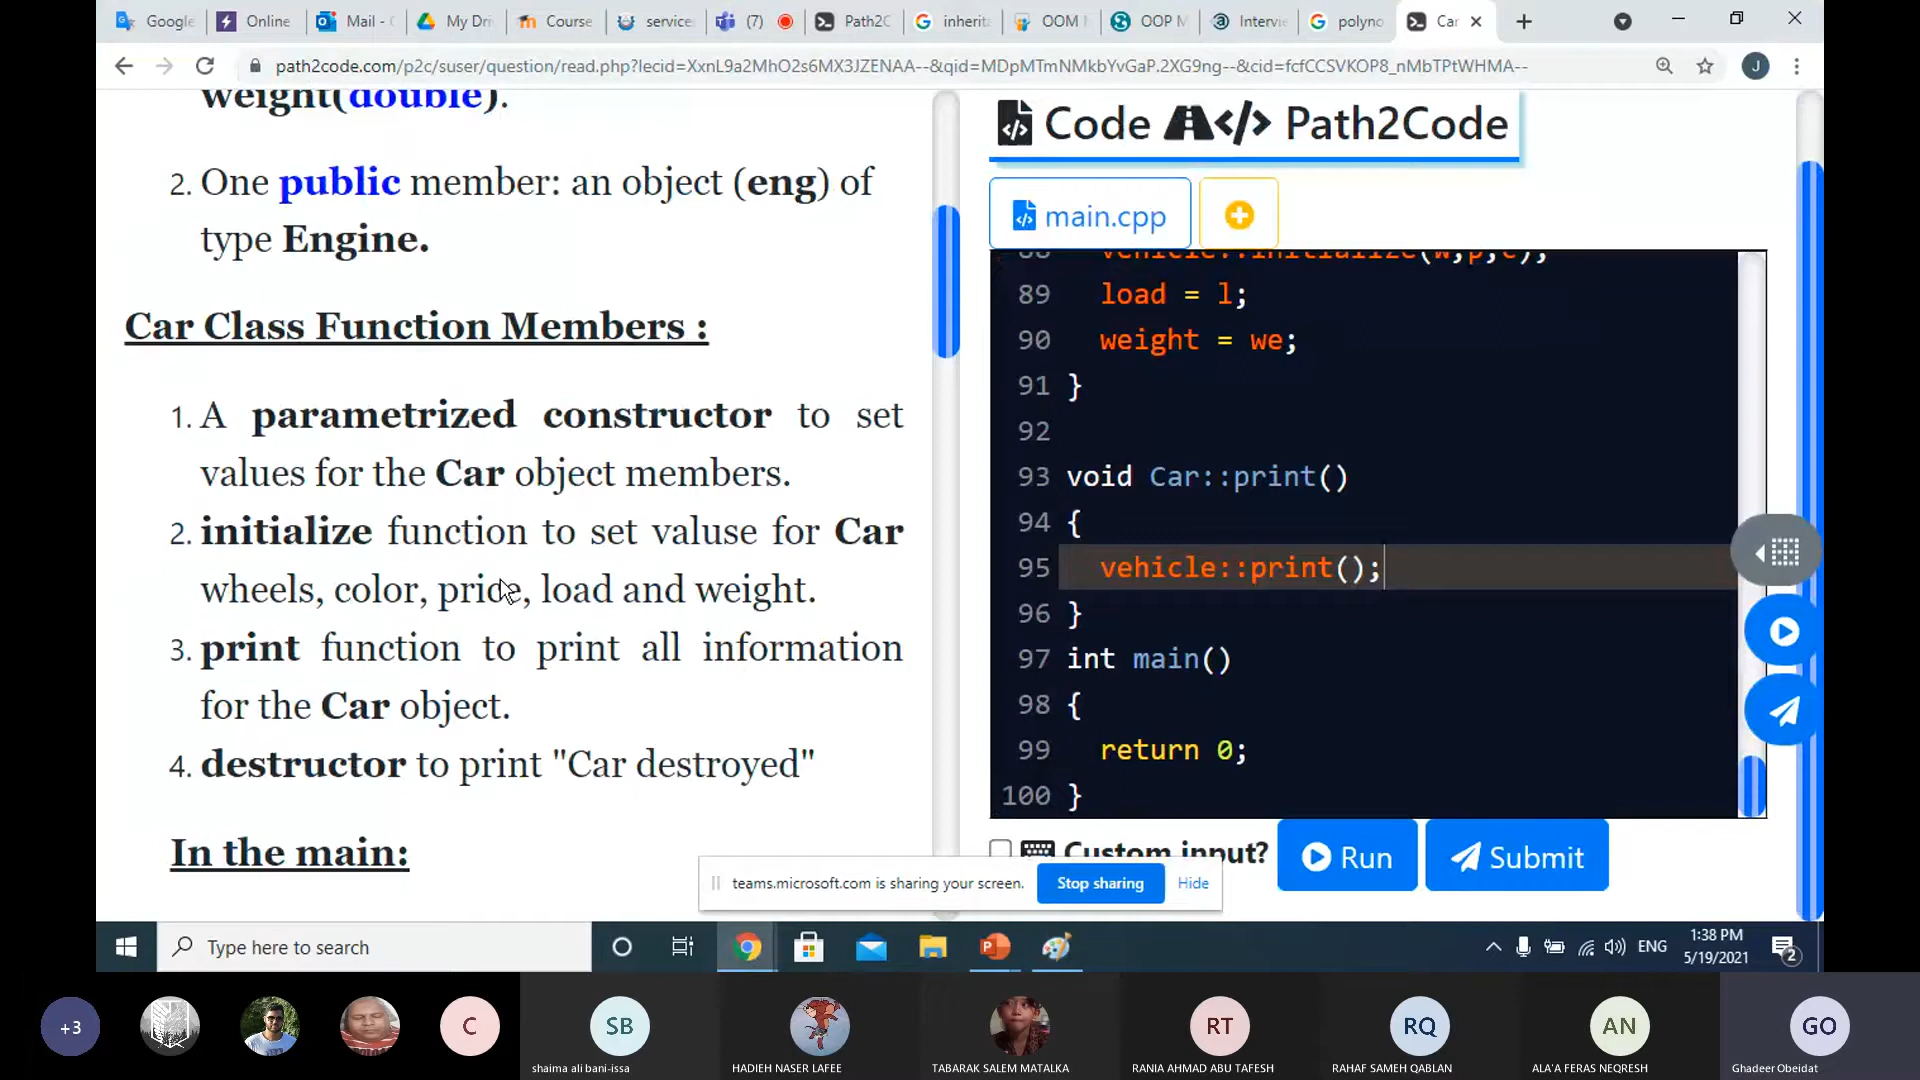 Google
Online
Mail - (
My Dri
Course
service
(7)
Path2C
inherit
OOM
OOP M
Intervi
polyno
Car
path2code.com/p2c/suser/question/read.php?lecid=XxnL9a2MhO2s6MX3JZENAA--&qid=MDpMTmNMkbYvGaP.2XG9ng--&cid=fcfCCSVKOP8_nMbTPtWHMA--
J
weight(double).
2. One public member: an object (eng) of
type Engine.
Car Class Function Members :
1. A parametrized constructor to set
values for the Car object members.
2. initialize function to set valuse for Car
wheels, color, price, load and weight.
3. print function to print all information
for the Car object.
4. destructor to print "Car destroyed"
In the main:
Code </> Path2Code
main.cpp
88 vehicle::initialize(w,p,c);
89 load = l;
90 weight = we;
91 }
92
93 void Car::print()
94 {
95 vehicle::print();
96 }
97 int main()
98 {
99 return 0;
100 }
Custom input?
Run
Submit
teams.microsoft.com is sharing your screen.
Stop sharing
Hide
Type here to search
ENG
1:38 PM
5/19/2021
2
+3
C
SB
RT
RQ
AN
GO
shaima ali bani-issa
HADIEH NASER LAFEE
TABARAK SALEM MATALKA
RANIA AHMAD ABU TAFESH
RAHAF SAMEH QABLAN
ALA'A FERAS NEQRESH
Ghadeer Obeidat